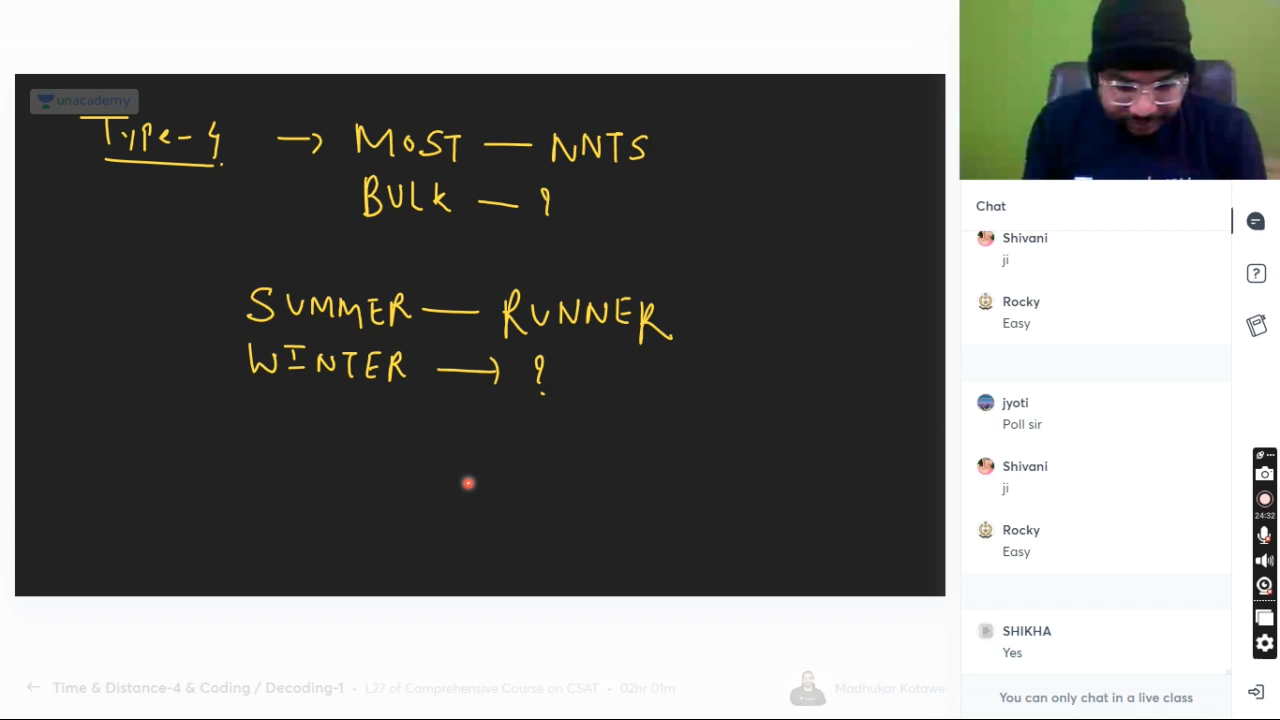 unacademy
Type-4 → MOST — NNTS
BULK — ?
SUMMER — RUNNER
WINTER → ?
Chat
Shivani
ji
Rocky
Easy
jyoti
Poll sir
Shivani
ji
Rocky
Easy
SHIKHA
Yes
24:32
← Time & Distance-4 & Coding / Decoding-1 • L27 of Comprehensive Course on CSAT • 02hr 01m
Madhukar Kotawe
You can only chat in a live class